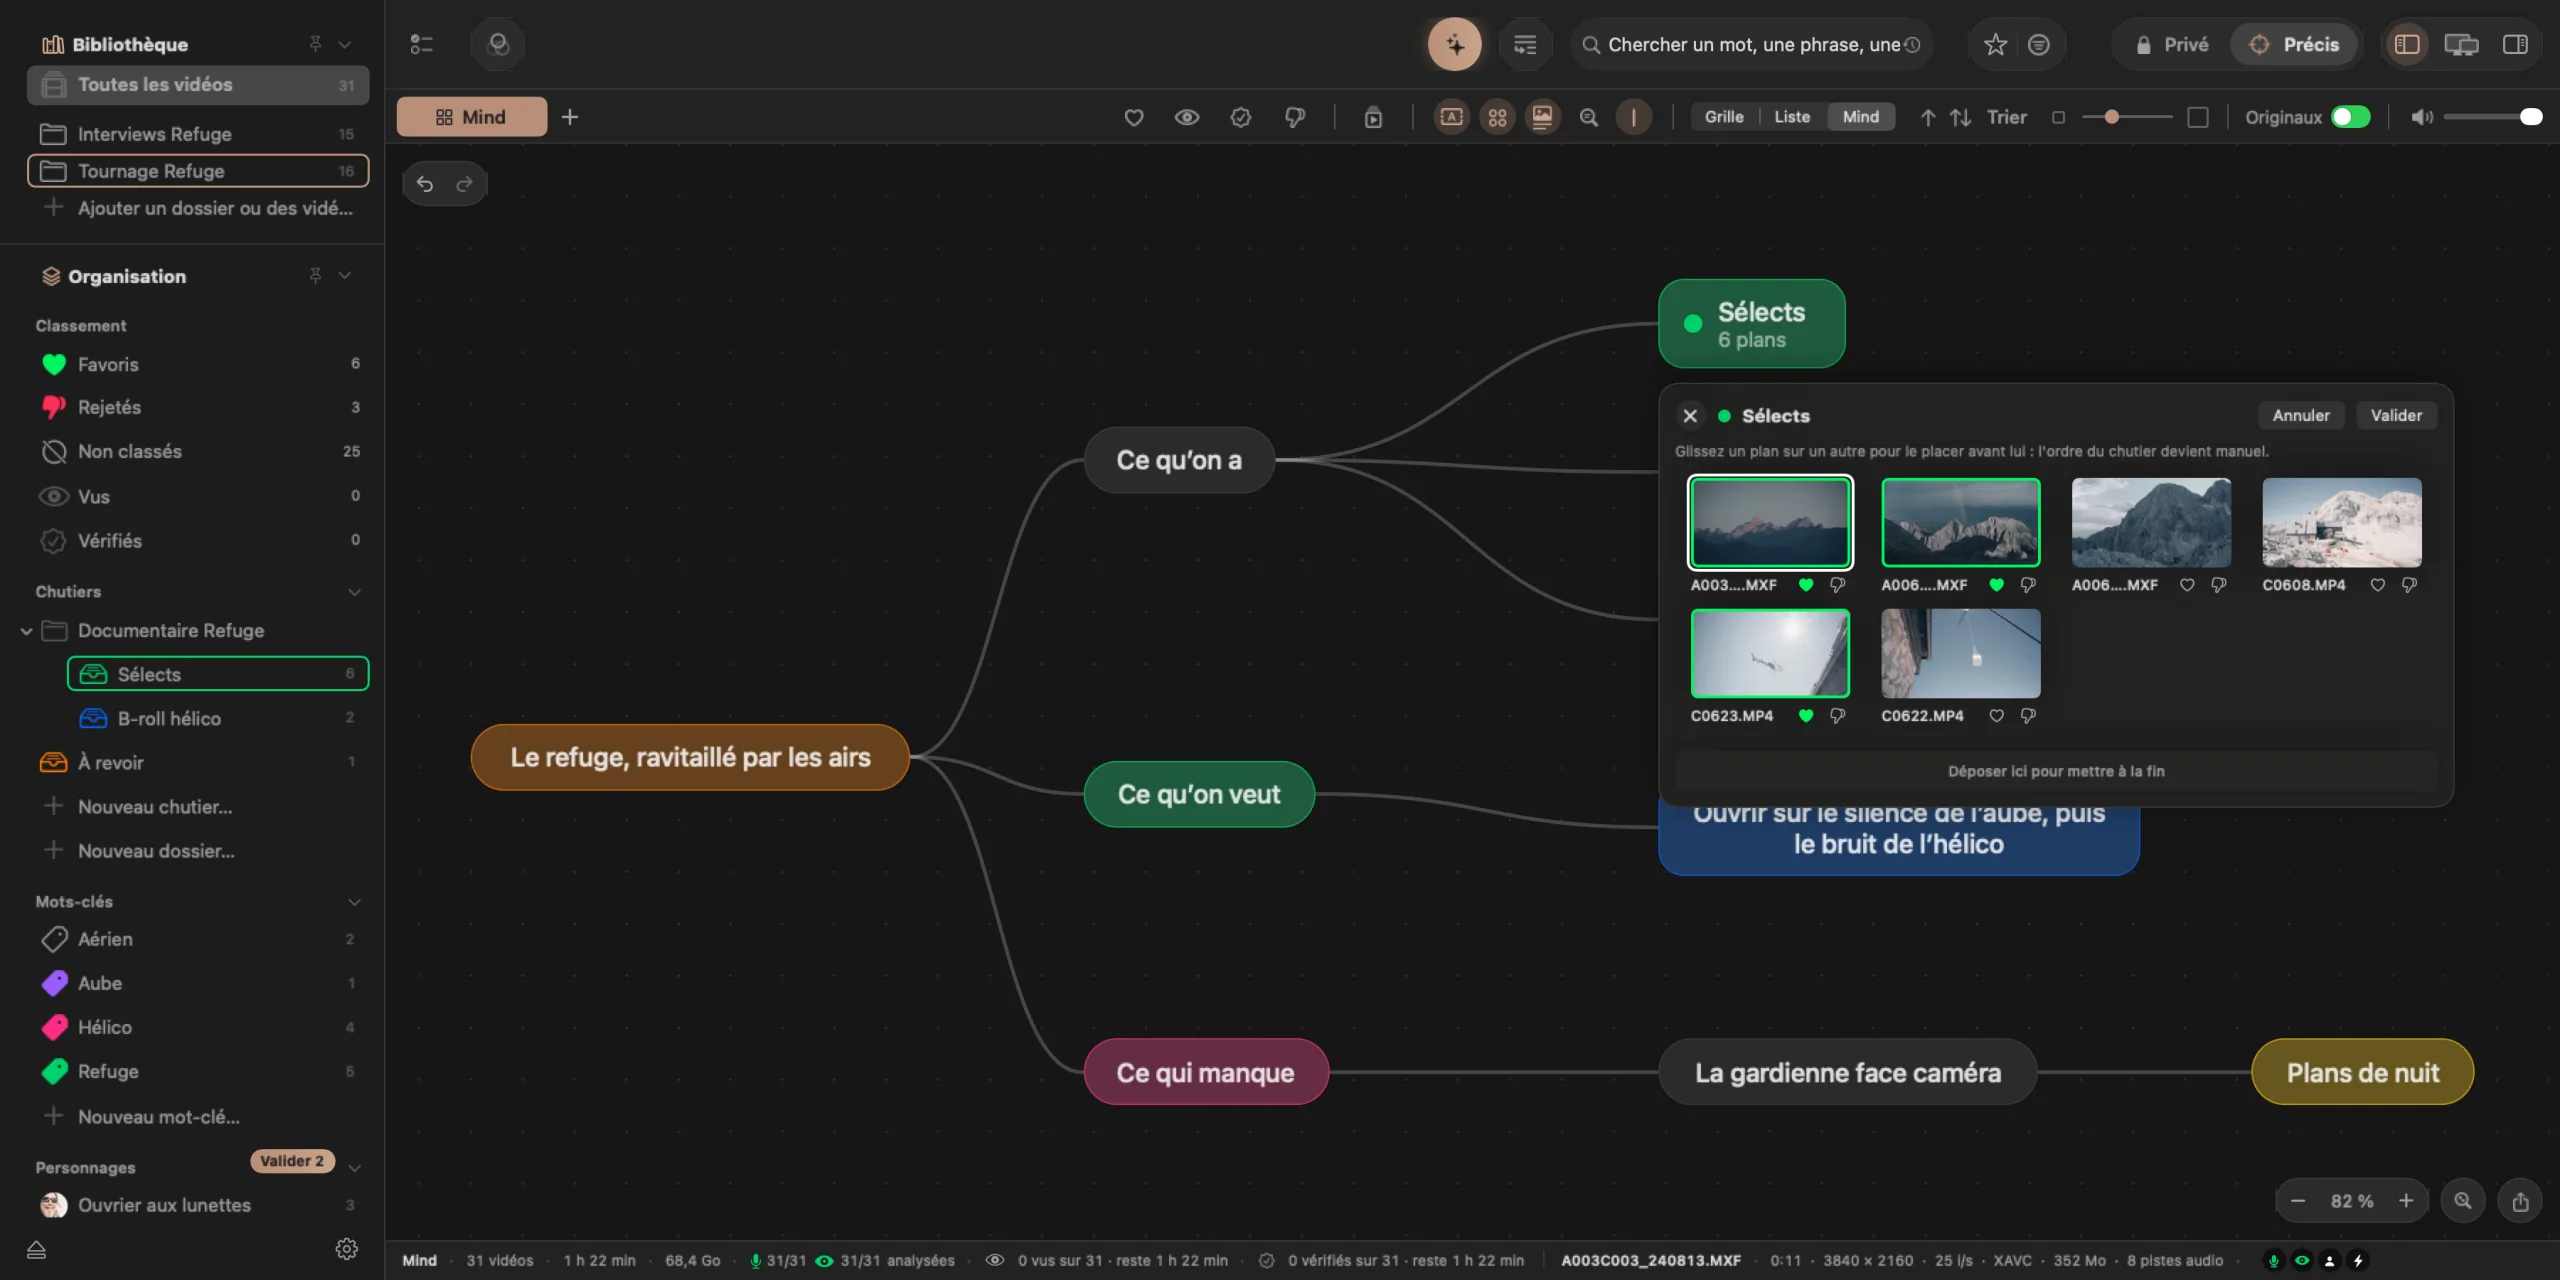 Bibliothèque
Toutes les vidéos 31
Interviews Refuge 15
Tournage Refuge 16
Ajouter un dossier ou des vidé...
Organisation
Classement
Favoris 6
Rejetés 3
Non classés 25
Vus 0
Vérifiés 0
Chutiers
Documentaire Refuge
Sélects 6
B-roll hélico 2
À revoir 1
Nouveau chutier...
Nouveau dossier...
Mots-clés
Aérien 2
Aube 1
Hélico 4
Refuge 5
Nouveau mot-clé...
Personnages Valider 2
Ouvrier aux lunettes 3
Chercher un mot, une phrase, une
Privé Précis
Mind
Grille Liste Mind Trier Originaux
Sélects
6 plans
Ce qu’on a
Le refuge, ravitaillé par les airs
Ce qu’on veut
Ce qui manque
Sélects Annuler Valider
Glissez un plan sur un autre pour le placer avant lui : l'ordre du chutier devient manuel.
A003....MXF A006....MXF A006....MXF C0608.MP4
C0623.MP4 C0622.MP4
Déposer ici pour mettre à la fin
Ouvrir sur le silence de l’aube, puis
le bruit de l’hélico
La gardienne face caméra
Plans de nuit
82 %
Mind · 31 vidéos · 1 h 22 min · 68,4 Go · 31/31 31/31 analysées · 0 vus sur 31 · reste 1 h 22 min · 0 vérifiés sur 31 · reste 1 h 22 min A003C003_240813.MXF · 0:11 · 3840 × 2160 · 25 i/s · XAVC · 352 Mo · 8 pistes audio